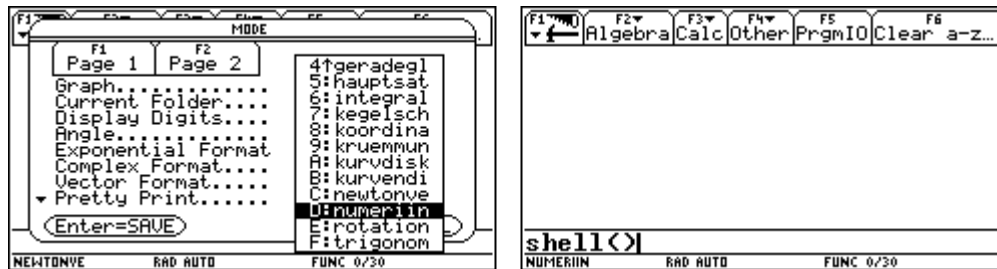 MODE
F1 F2
Page 1 Page 2
Graph..............
Current Folder....
Display Digits....
Angle..............
Exponential Format
Complex Format....
Vector Format.....
Pretty Print......
Enter=SAVE
4↑geradegl
5:hauptsat
6:integral
7:kegelsch
8:koordina
9:kruemmun
A:kurvdisk
B:kurvendi
C:newtonve
D:numeriin
E:rotation
F:trigonom
NEWTONVE RAD AUTO FUNC 0/30
F1 F2 F3 F4 F5 F6
Algebra Calc Other PrgmIO Clear a-z…
shell()
NUMERIIN RAD AUTO FUNC 0/30